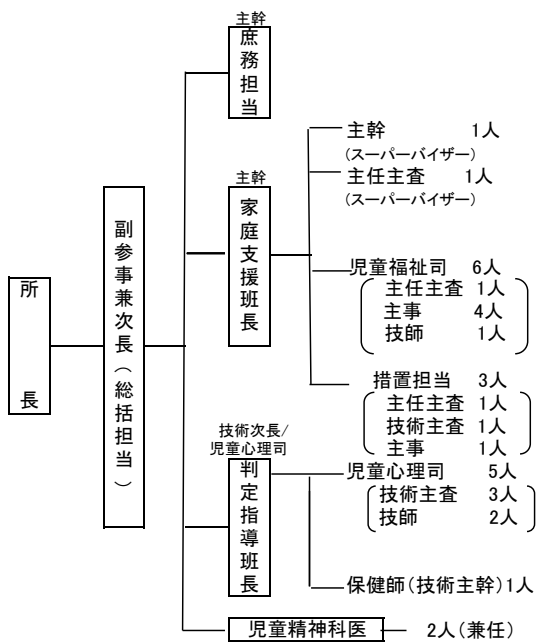 所長
副参事兼次長(総括担当)
主幹
庶務担当
主幹
家庭支援班長
主幹 1人
(スーパーバイザー)
主任主査 1人
(スーパーバイザー)
児童福祉司 6人
主任主査 1人
主事 4人
技師 1人
措置担当 3人
主任主査 1人
技術主査 1人
主事 1人
技術次長/
児童心理司
判定指導班長
児童心理司 5人
技術主査 3人
技師 2人
保健師(技術主幹)1人
児童精神科医 2人(兼任)